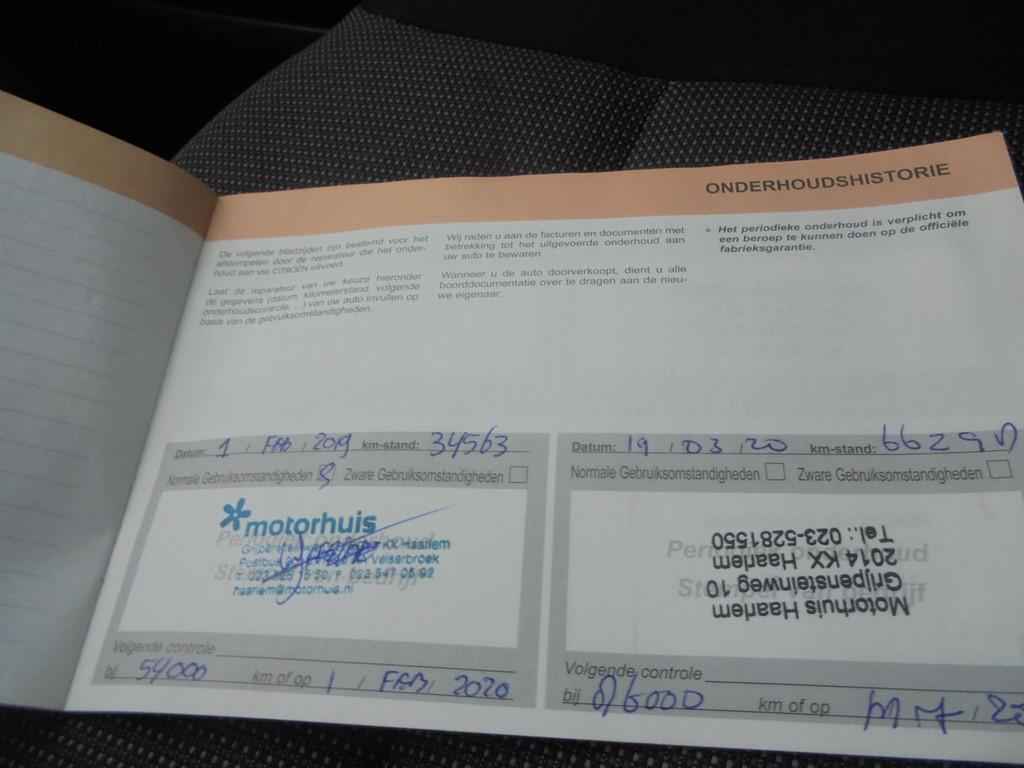 ONDERHOUDSHISTORIE
De volgende bladzijden zijn bestemd voor het
afstempelen door de reparateur die het onder-
houd aan uw CITROËN uitvoert.
Laat de reparateur van uw keuze hieronder
de gegevens (datum, kilometerstand, volgende
onderhoudscontrole, ...) van uw auto invullen op
basis van de gebruiksomstandigheden.
Wij raden u aan de facturen en documenten met
betrekking tot het uitgevoerde onderhoud aan
uw auto te bewaren.
Wanneer u de auto doorverkoopt, dient u alle
boorddocumentatie over te dragen aan de nieu-
we eigenaar.
• Het periodieke onderhoud is verplicht om
een beroep te kunnen doen op de officiële
fabrieksgarantie.
Datum: 1 / FEB / 2019 km-stand: 34563
Normale Gebruiksomstandigheden Zware Gebruiksomstandigheden
motorhuis
KX Haarlem
Velserbroek
haarlem@motorhuis.nl
Volgende controle
bij 54000 km of op 1 / FEB / 2020
Datum: 19 / 03 / 20 km-stand:
Normale Gebruiksomstandigheden Zware Gebruiksomstandigheden
Motorhuis Haarlem
Grijpensteinweg 10
2014 KX Haarlem
Tel.: 023-5281550
Volgende controle
bij 86000 km of op